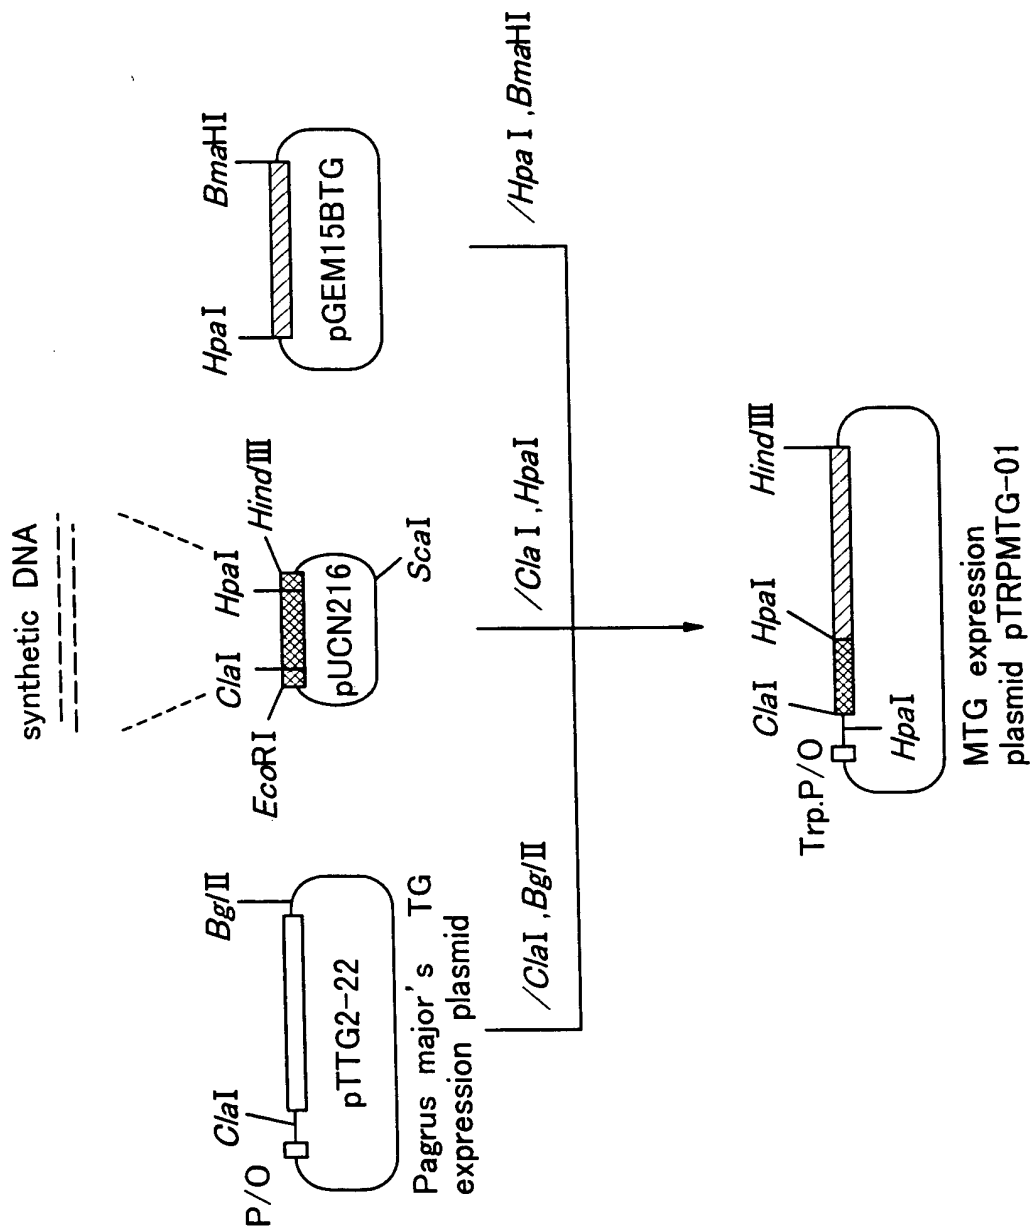 synthetic DNA
P/O
ClaI
BglII
pTTG2-22
Pagrus major's TG
expression plasmid
EcoRI
ClaI
HpaI
HindIII
pUCN216
ScaI
HpaI
BmaHI
pGEM15BTG
/ClaI ,BglII
/ClaI ,HpaI
/HpaI ,BmaHI
Trp.P/O
ClaI
HpaI
HindIII
HpaI
MTG expression
plasmid pTRPMTG-01